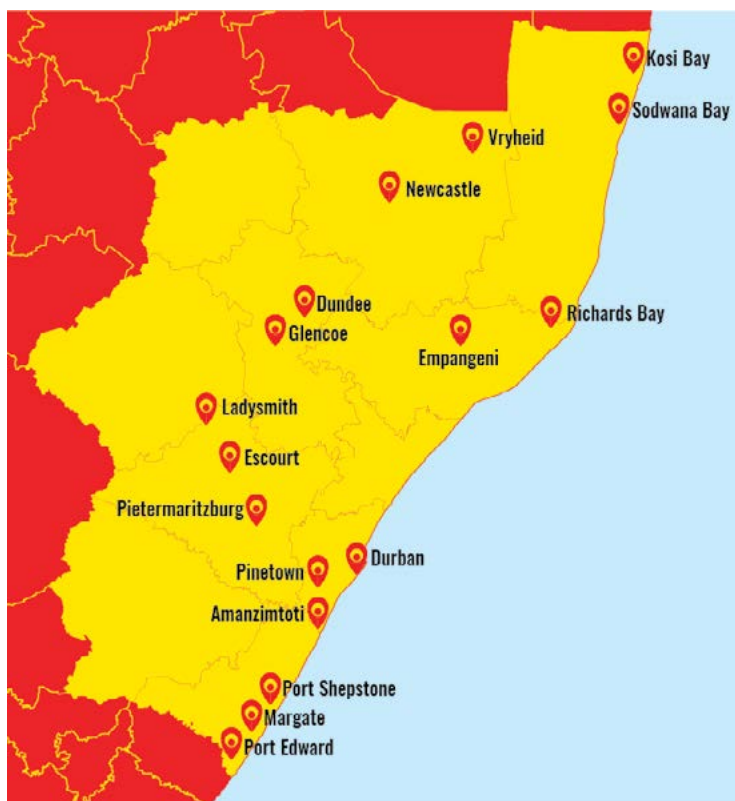 Kosi Bay
Sodwana Bay
Vryheid
Newcastle
Dundee
Richards Bay
Glencoe
Empangeni
Ladysmith
Escourt
Pietermaritzburg
Durban
Pinetown
Amanzimtoti
Port Shepstone
Margate
Port Edward